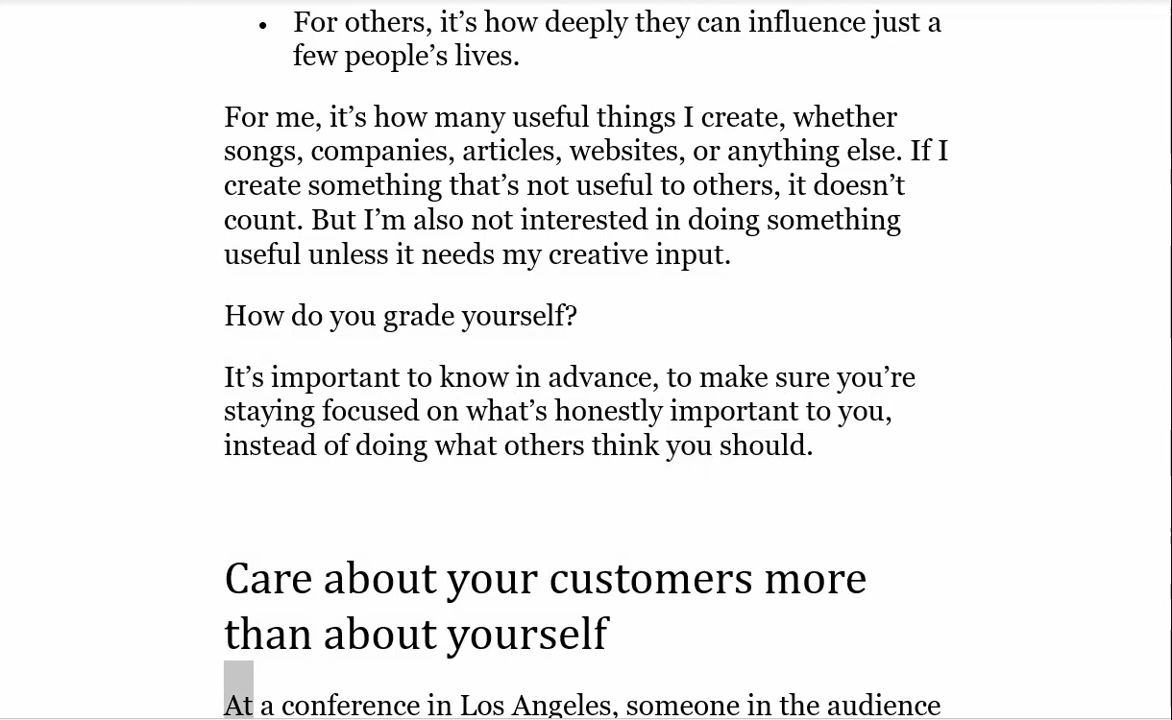 • For others, it’s how deeply they can influence just a
few people’s lives.
For me, it’s how many useful things I create, whether
songs, companies, articles, websites, or anything else. If I
create something that’s not useful to others, it doesn’t
count. But I’m also not interested in doing something
useful unless it needs my creative input.
How do you grade yourself?
It’s important to know in advance, to make sure you’re
staying focused on what’s honestly important to you,
instead of doing what others think you should.
Care about your customers more
than about yourself
At a conference in Los Angeles, someone in the audience